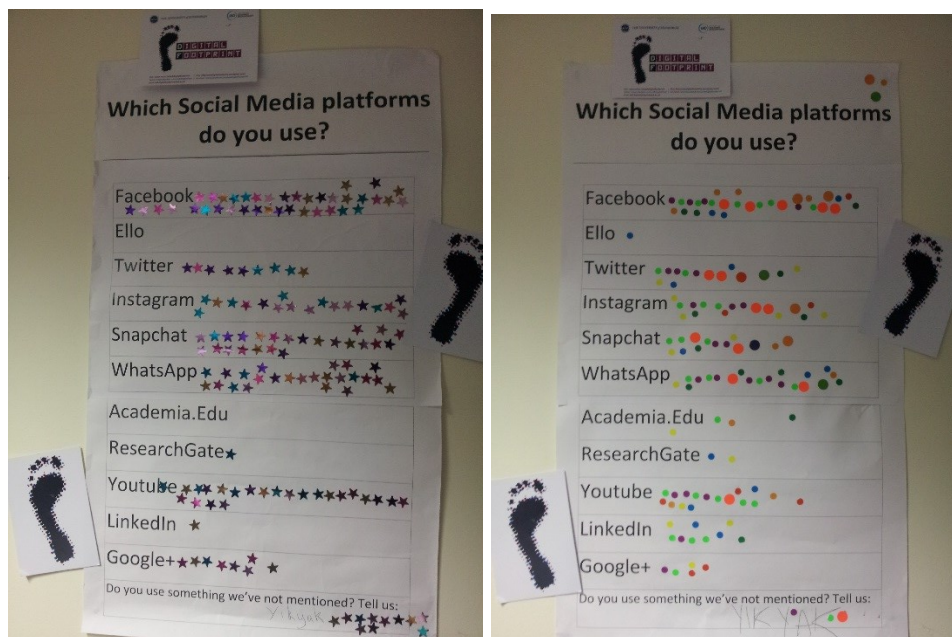 DIGITAL
FOOTPRINT
Which Social Media platforms
do you use?
Facebook
Ello
Twitter
Instagram
Snapchat
WhatsApp
Academia.Edu
ResearchGate
Youtube
LinkedIn
Google+
Do you use something we've not mentioned? Tell us:
Yikyak
DIGITAL
FOOTPRINT
Which Social Media platforms
do you use?
Facebook
Ello
Twitter
Instagram
Snapchat
WhatsApp
Academia.Edu
ResearchGate
Youtube
LinkedIn
Google+
Do you use something we've not mentioned? Tell us:
YIK YAK